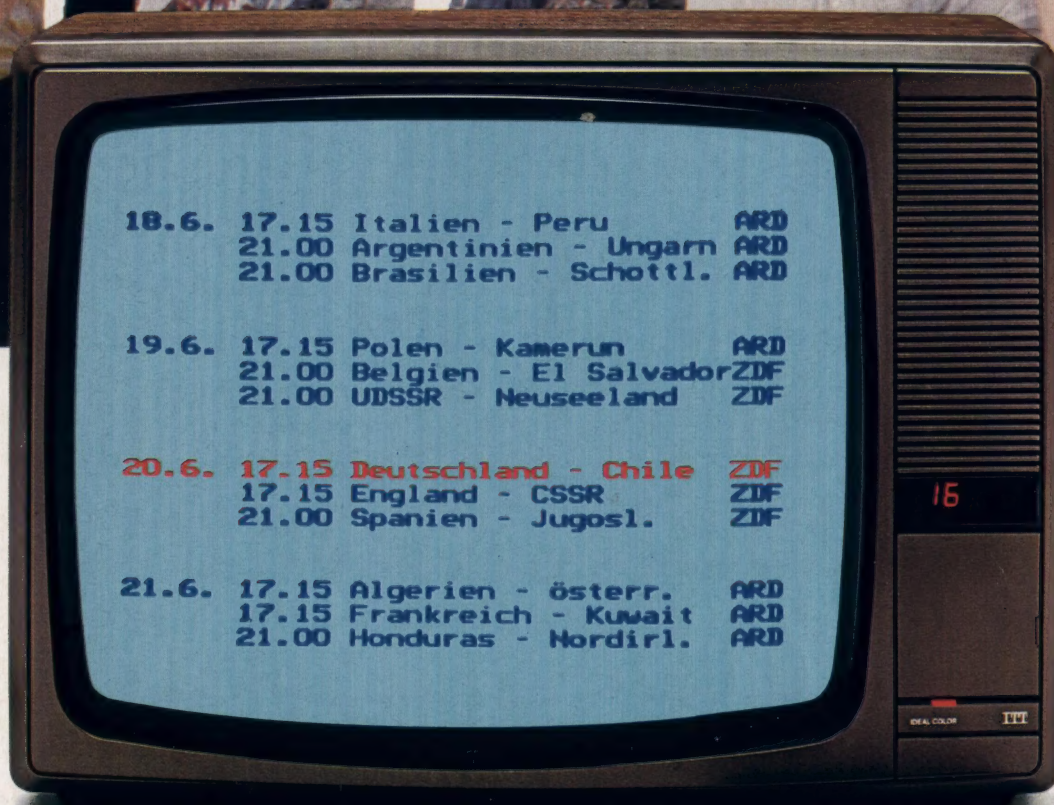 18.6. 17.15 Italien - Peru ARD
21.00 Argentinien - Ungarn ARD
21.00 Brasilien - Schottl. ARD
19.6. 17.15 Polen - Kamerun ARD
21.00 Belgien - El Salvador ZDF
21.00 UDSSR - Neuseeland ZDF
20.6. 17.15 Deutschland - Chile ZDF
17.15 England - CSSR ZDF
21.00 Spanien - Jugosl. ZDF
21.6. 17.15 Algerien - österr. ARD
17.15 Frankreich - Kuwait ARD
21.00 Honduras - Nordirl. ARD
16
IDEAL COLOR ITT